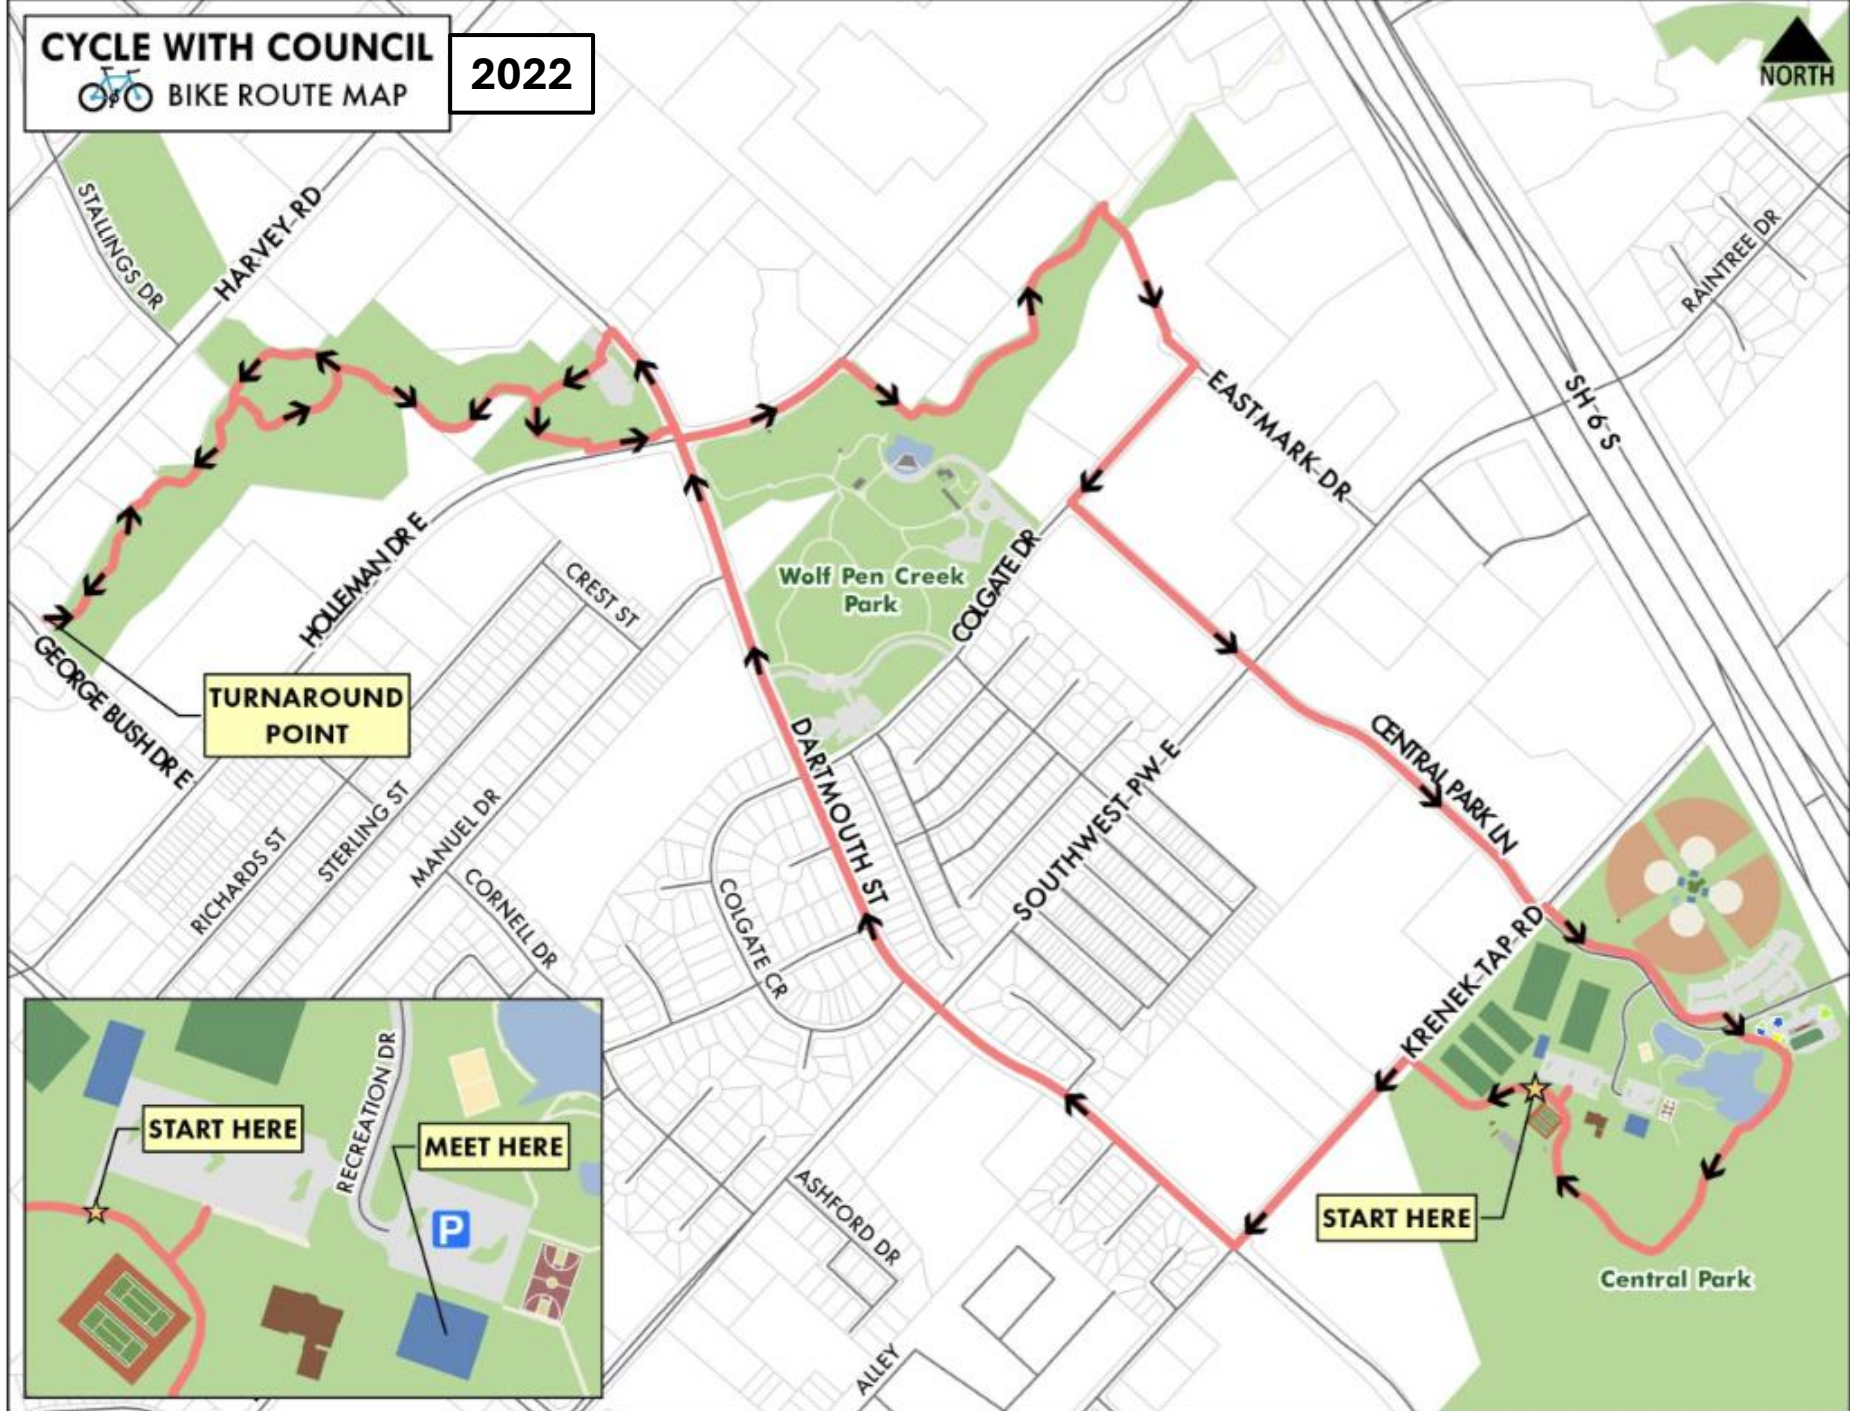 CYCLE WITH COUNCIL
BIKE ROUTE MAP
2022
NORTH
STALLINGS DR
HARVEY RD
RAINTREE DR
SH 6 S
EASTMARK DR
HOLLEMAN DR E
CREST ST
Wolf Pen Creek
Park
COLGATE DR
GEORGE BUSH DR E
TURNAROUND
POINT
DARTMOUTH ST
CENTRAL PARK LN
SOUTHWEST PW E
RICHARDS ST
STERLING ST
MANUEL DR
CORNELL DR
COLGATE CR
KRENEK TAP RD
START HERE
RECREATION DR
MEET HERE
P
ASHFORD DR
ALLEY
START HERE
Central Park